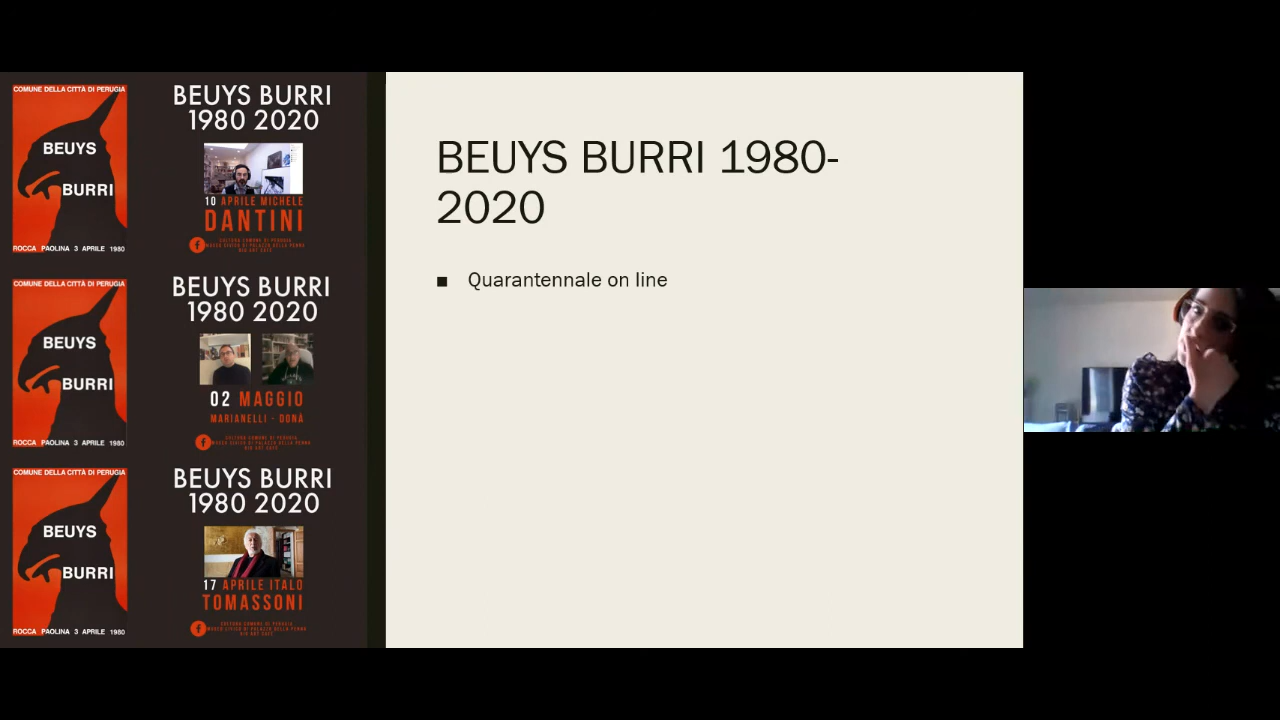 COMUNE DELLA CITTÀ DI PERUGIA
BEUYS
BURRI
ROCCA PAOLINA 3 APRILE 1980
BEUYS BURRI
1980 2020
10 APRILE MICHELE
DANTINI
COMUNE DELLA CITTÀ DI PERUGIA
BEUYS
BURRI
ROCCA PAOLINA 3 APRILE 1980
BEUYS BURRI
1980 2020
02 MAGGIO
MARIANELLI - DONÀ
COMUNE DELLA CITTÀ DI PERUGIA
BEUYS
BURRI
ROCCA PAOLINA 3 APRILE 1980
BEUYS BURRI
1980 2020
17 APRILE ITALO
TOMASSONI
BEUYS BURRI 1980-
2020
Quarantennale on line